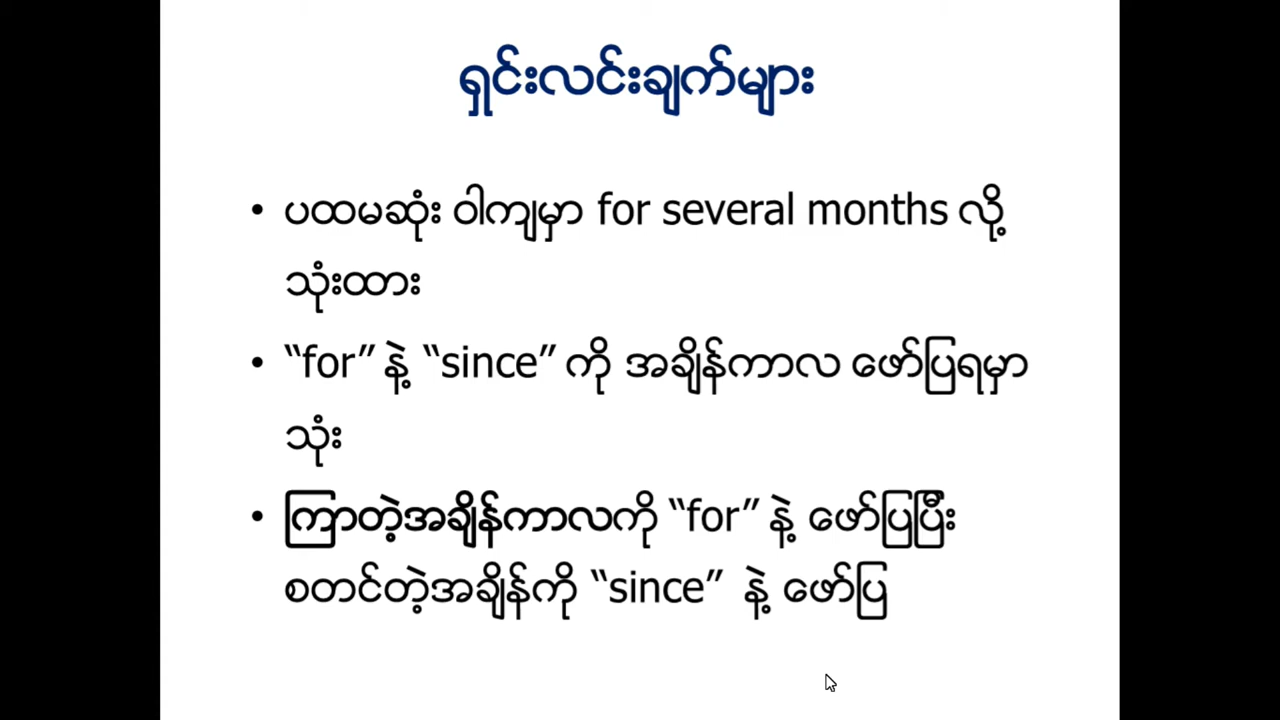 ရှင်းလင်းချက်များ
• ပထမဆုံး ဝါကျမှာ for several months လို့
သုံးထား
• “for” နဲ့ “since” ကို အချိန်ကာလ ဖော်ပြရမှာ
သုံး
• ကြာတဲ့အချိန်ကာလကို “for” နဲ့ ဖော်ပြပြီး
စတင်တဲ့အချိန်ကို “since” နဲ့ ဖော်ပြ